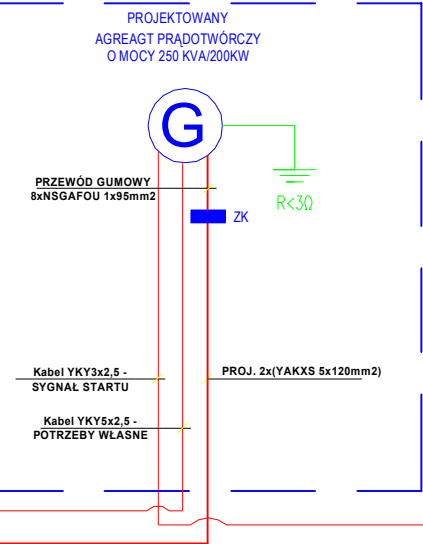 PROJEKTOWANY
AGREAGT PRĄDOTWÓRCZY
O MOCY 250 KVA/200KW
G
PRZEWÓD GUMOWY
8xNSGAFOU 1x95mm2
ZK
R<3Ω
Kabel YKY3x2,5 -
SYGNAŁ STARTU
PROJ. 2x(YAKXS 5x120mm2)
Kabel YKY5x2,5 -
POTRZEBY WŁASNE